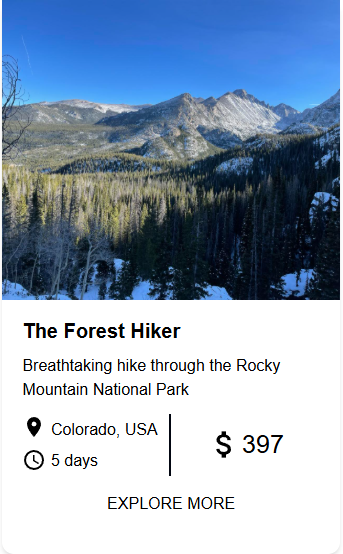 The Forest Hiker
Breathtaking hike through the Rocky
Mountain National Park
Colorado, USA
5 days
$ 397
EXPLORE MORE